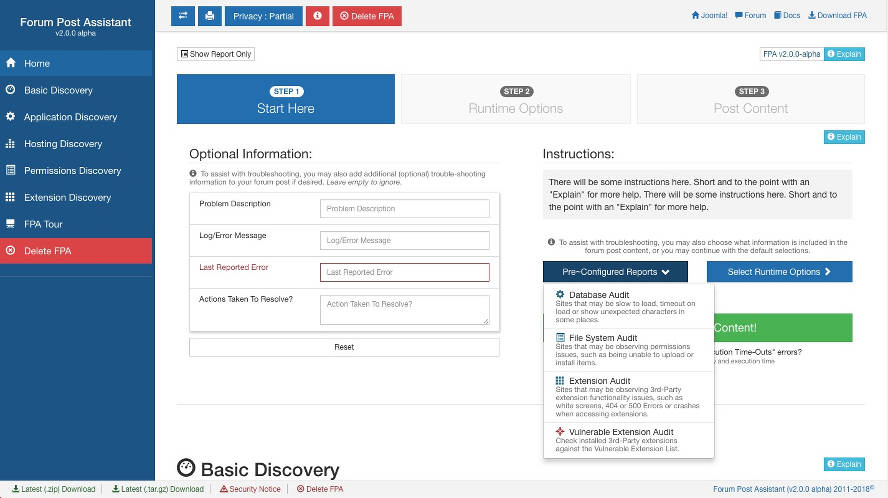 Forum Post Assistant
v2.0.0 alpha
Privacy : Partial
Delete FPA
Joomla!
Forum
Docs
Download FPA
Home
Basic Discovery
Application Discovery
Hosting Discovery
Permissions Discovery
Extension Discovery
FPA Tour
Delete FPA
Show Report Only
FPA v2.0.0-alpha
Explain
STEP 1
Start Here
STEP 2
Runtime Options
STEP 3
Post Content
Explain
Optional Information:
To assist with troubleshooting, you may also add additional (optional) trouble-shooting
information to your forum post if desired. Leave empty to ignore.
Problem Description
Problem Description
Log/Error Message
Log/Error Message
Last Reported Error
Last Reported Error
Actions Taken To Resolve?
Action Taken To Resolve?
Reset
Instructions:
There will be some instructions here. Short and to the point with an
"Explain" for more help. There will be some instructions here. Short and to
the point with an "Explain" for more help.
To assist with troubleshooting, you may also choose what information is included in the
forum post content, or you may continue with the default selections.
Pre-Configured Reports
Select Runtime Options
Database Audit
Sites that may be slow to load, timeout on
load or show unexpected characters in
some places.
File System Audit
Sites that may be observing permissions
issues, such as being unable to upload or
install items.
Extension Audit
Sites that may be observing 3rd-Party
extension functionality issues, such as
white screens, 404 or 500 Errors or crashes
when accessing extensions.
Vulnerable Extension Audit
Check installed 3rd-Party extensions
against the Vulnerable Extension List.
Content!
Time-Outs" errors?
and execution time
Basic Discovery
Explain
Latest (.zip) Download
Latest (.tar.gz) Download
Security Notice
Delete FPA
Forum Post Assistant (v2.0.0 alpha) 2011-2018©